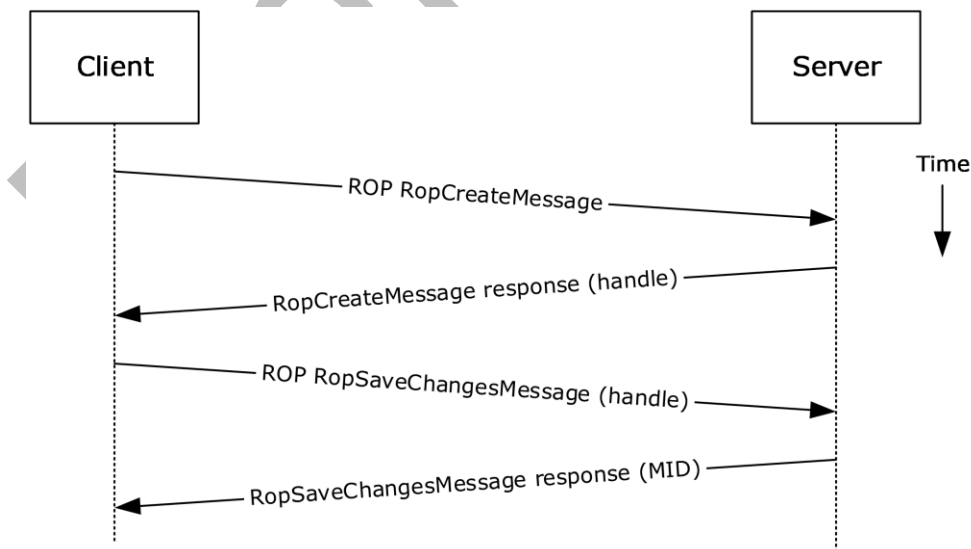 Client
Server
Time
ROP RopCreateMessage
RopCreateMessage response (handle)
ROP RopSaveChangesMessage (handle)
RopSaveChangesMessage response (MID)